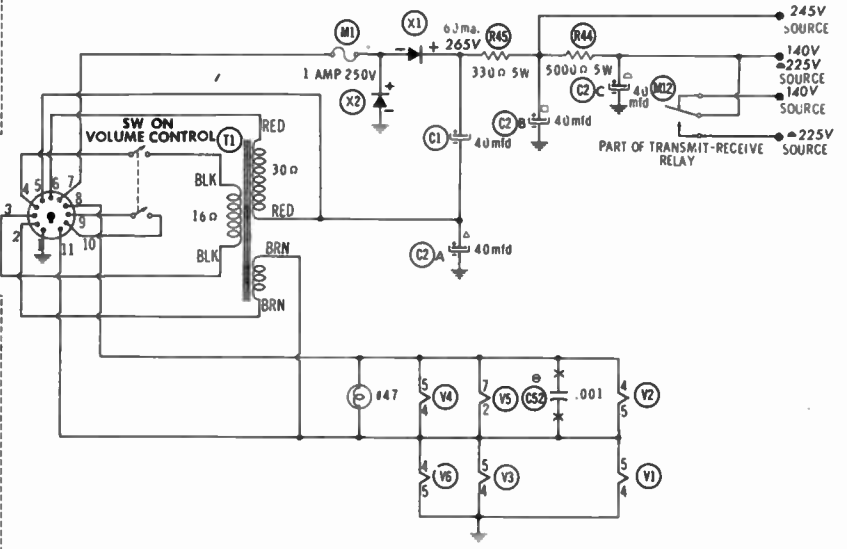 245V
SOURCE
M1
X1
60ma.
265V
R45
R44
140V
225V
SOURCE
1 AMP 250V
330Ω 5W
5000Ω 5W
C2 C
40
mfd
M12
140V
SOURCE
X2
C2 B
40mfd
SW ON
VOLUME CONTROL
T1
RED
C1
40mfd
PART OF TRANSMIT-RECEIVE
RELAY
225V
SOURCE
30Ω
BLK
16Ω
RED
4
5
6
7
8
3
9
2
1
11
10
BLK
BRN
C2 A
40mfd
BRN
#47
5
4
V4
7
2
V5
C52
.001
4
5
V2
4
5
V6
5
4
V3
5
4
V1